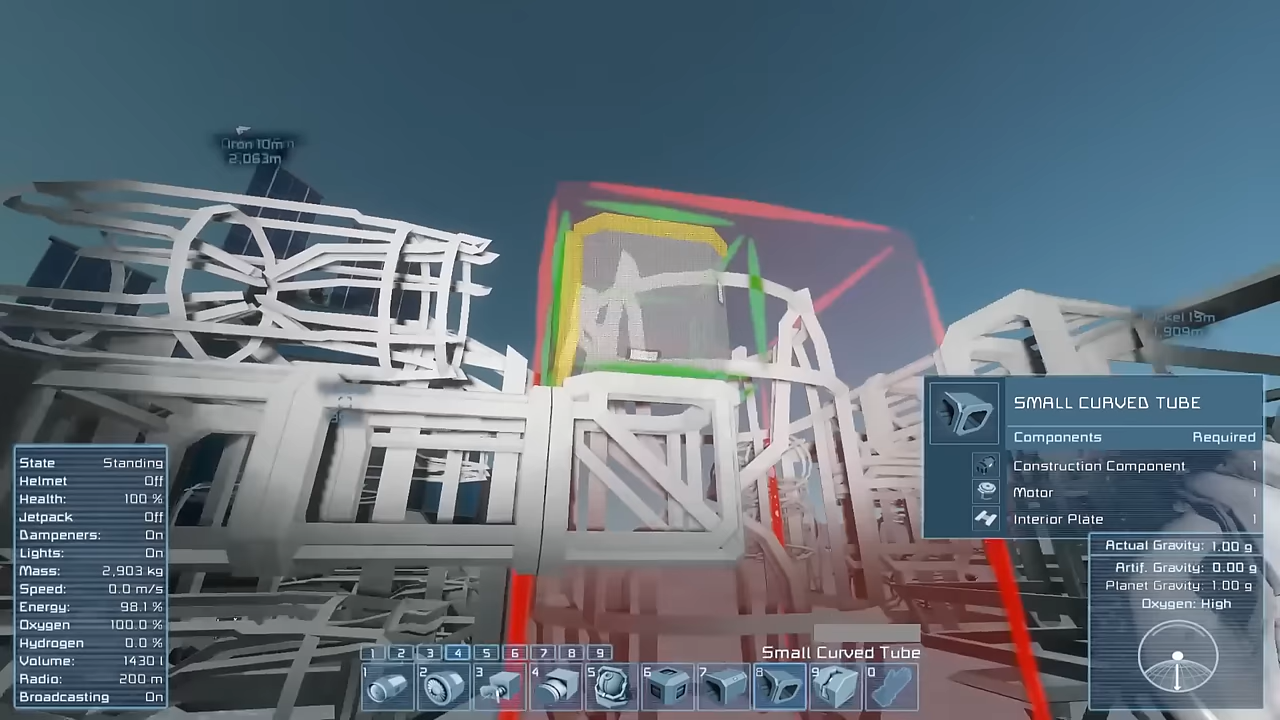 Iron 10m
2,063m
1,909m
SMALL CURVED TUBE
Components Required
Construction Component 1
Motor 1
Interior Plate 1
State Standing
Helmet Off
Health: 100 %
Jetpack Off
Dampeners: On
Lights: On
Mass: 2,903 kg
Speed: 0.0 m/s
Energy: 98.1 %
Oxygen 100.0 %
Hydrogen 0.0 %
Volume: 1430 l
Radio: 200 m
Broadcasting On
Actual Gravity: 1.00 g
Artif. Gravity: 0.00 g
Planet Gravity: 1.00 g
Oxygen: High
1 2 3 4 5 6 7 8 9
Small Curved Tube
1 2 3 4 5 6 7 8 9 0